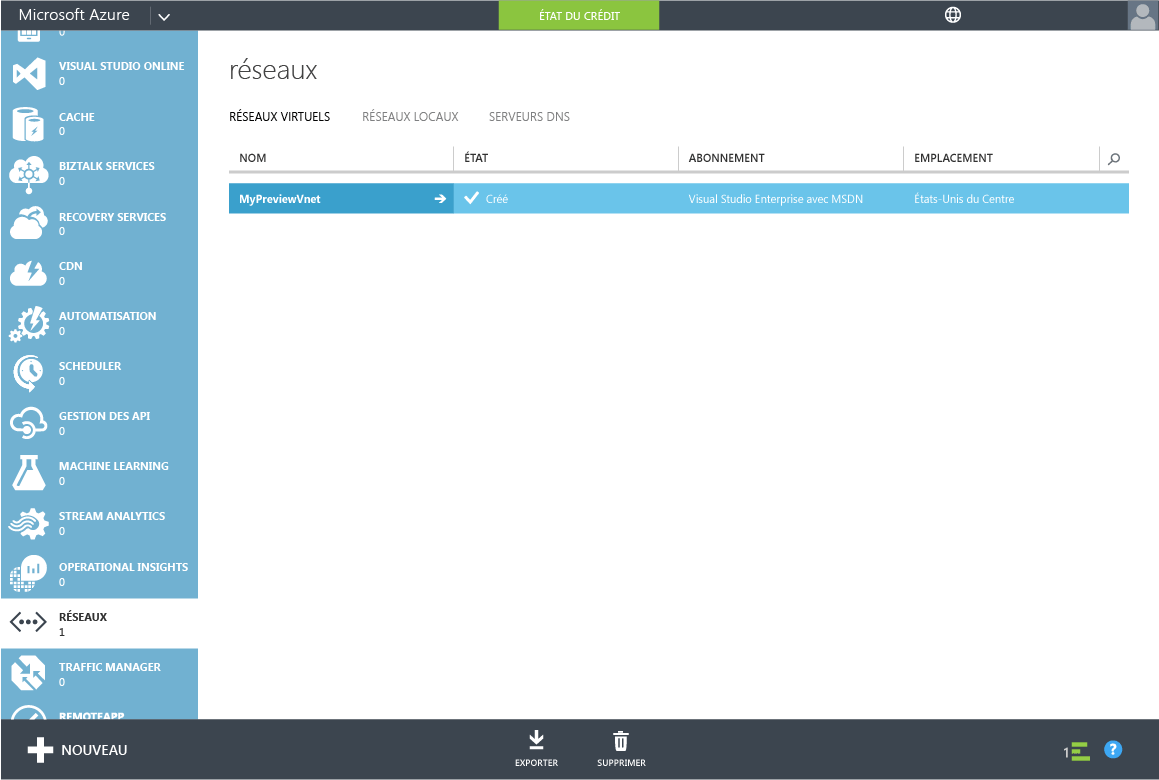 Microsoft Azure
ÉTAT DU CRÉDIT
0
VISUAL STUDIO ONLINE
0
CACHE
0
BIZTALK SERVICES
0
RECOVERY SERVICES
0
CDN
0
AUTOMATISATION
0
SCHEDULER
0
GESTION DES API
0
MACHINE LEARNING
0
STREAM ANALYTICS
0
OPERATIONAL INSIGHTS
0
RÉSEAUX
1
TRAFFIC MANAGER
0
REMOTEAPP
réseaux
RÉSEAUX VIRTUELS RÉSEAUX LOCAUX SERVEURS DNS
NOM ÉTAT ABONNEMENT EMPLACEMENT
MyPreviewVnet Créé Visual Studio Enterprise avec MSDN États-Unis du Centre
NOUVEAU
EXPORTER
SUPPRIMER
1
?